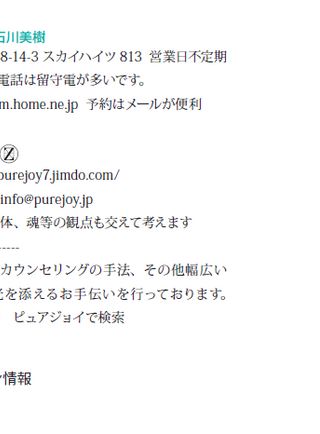 石川美樹
8-14-3 スカイハイツ 813 営業日不定期
電話は留守電が多いです。
m.home.ne.jp 予約はメールが便利
Ⓩ
purejoy7.jimdo.com/
info@purejoy.jp
体、魂等の観点も交えて考えます
-----
カウンセリングの手法、その他幅広い
を添えるお手伝いを行っております。
ピュアジョイで検索
情報